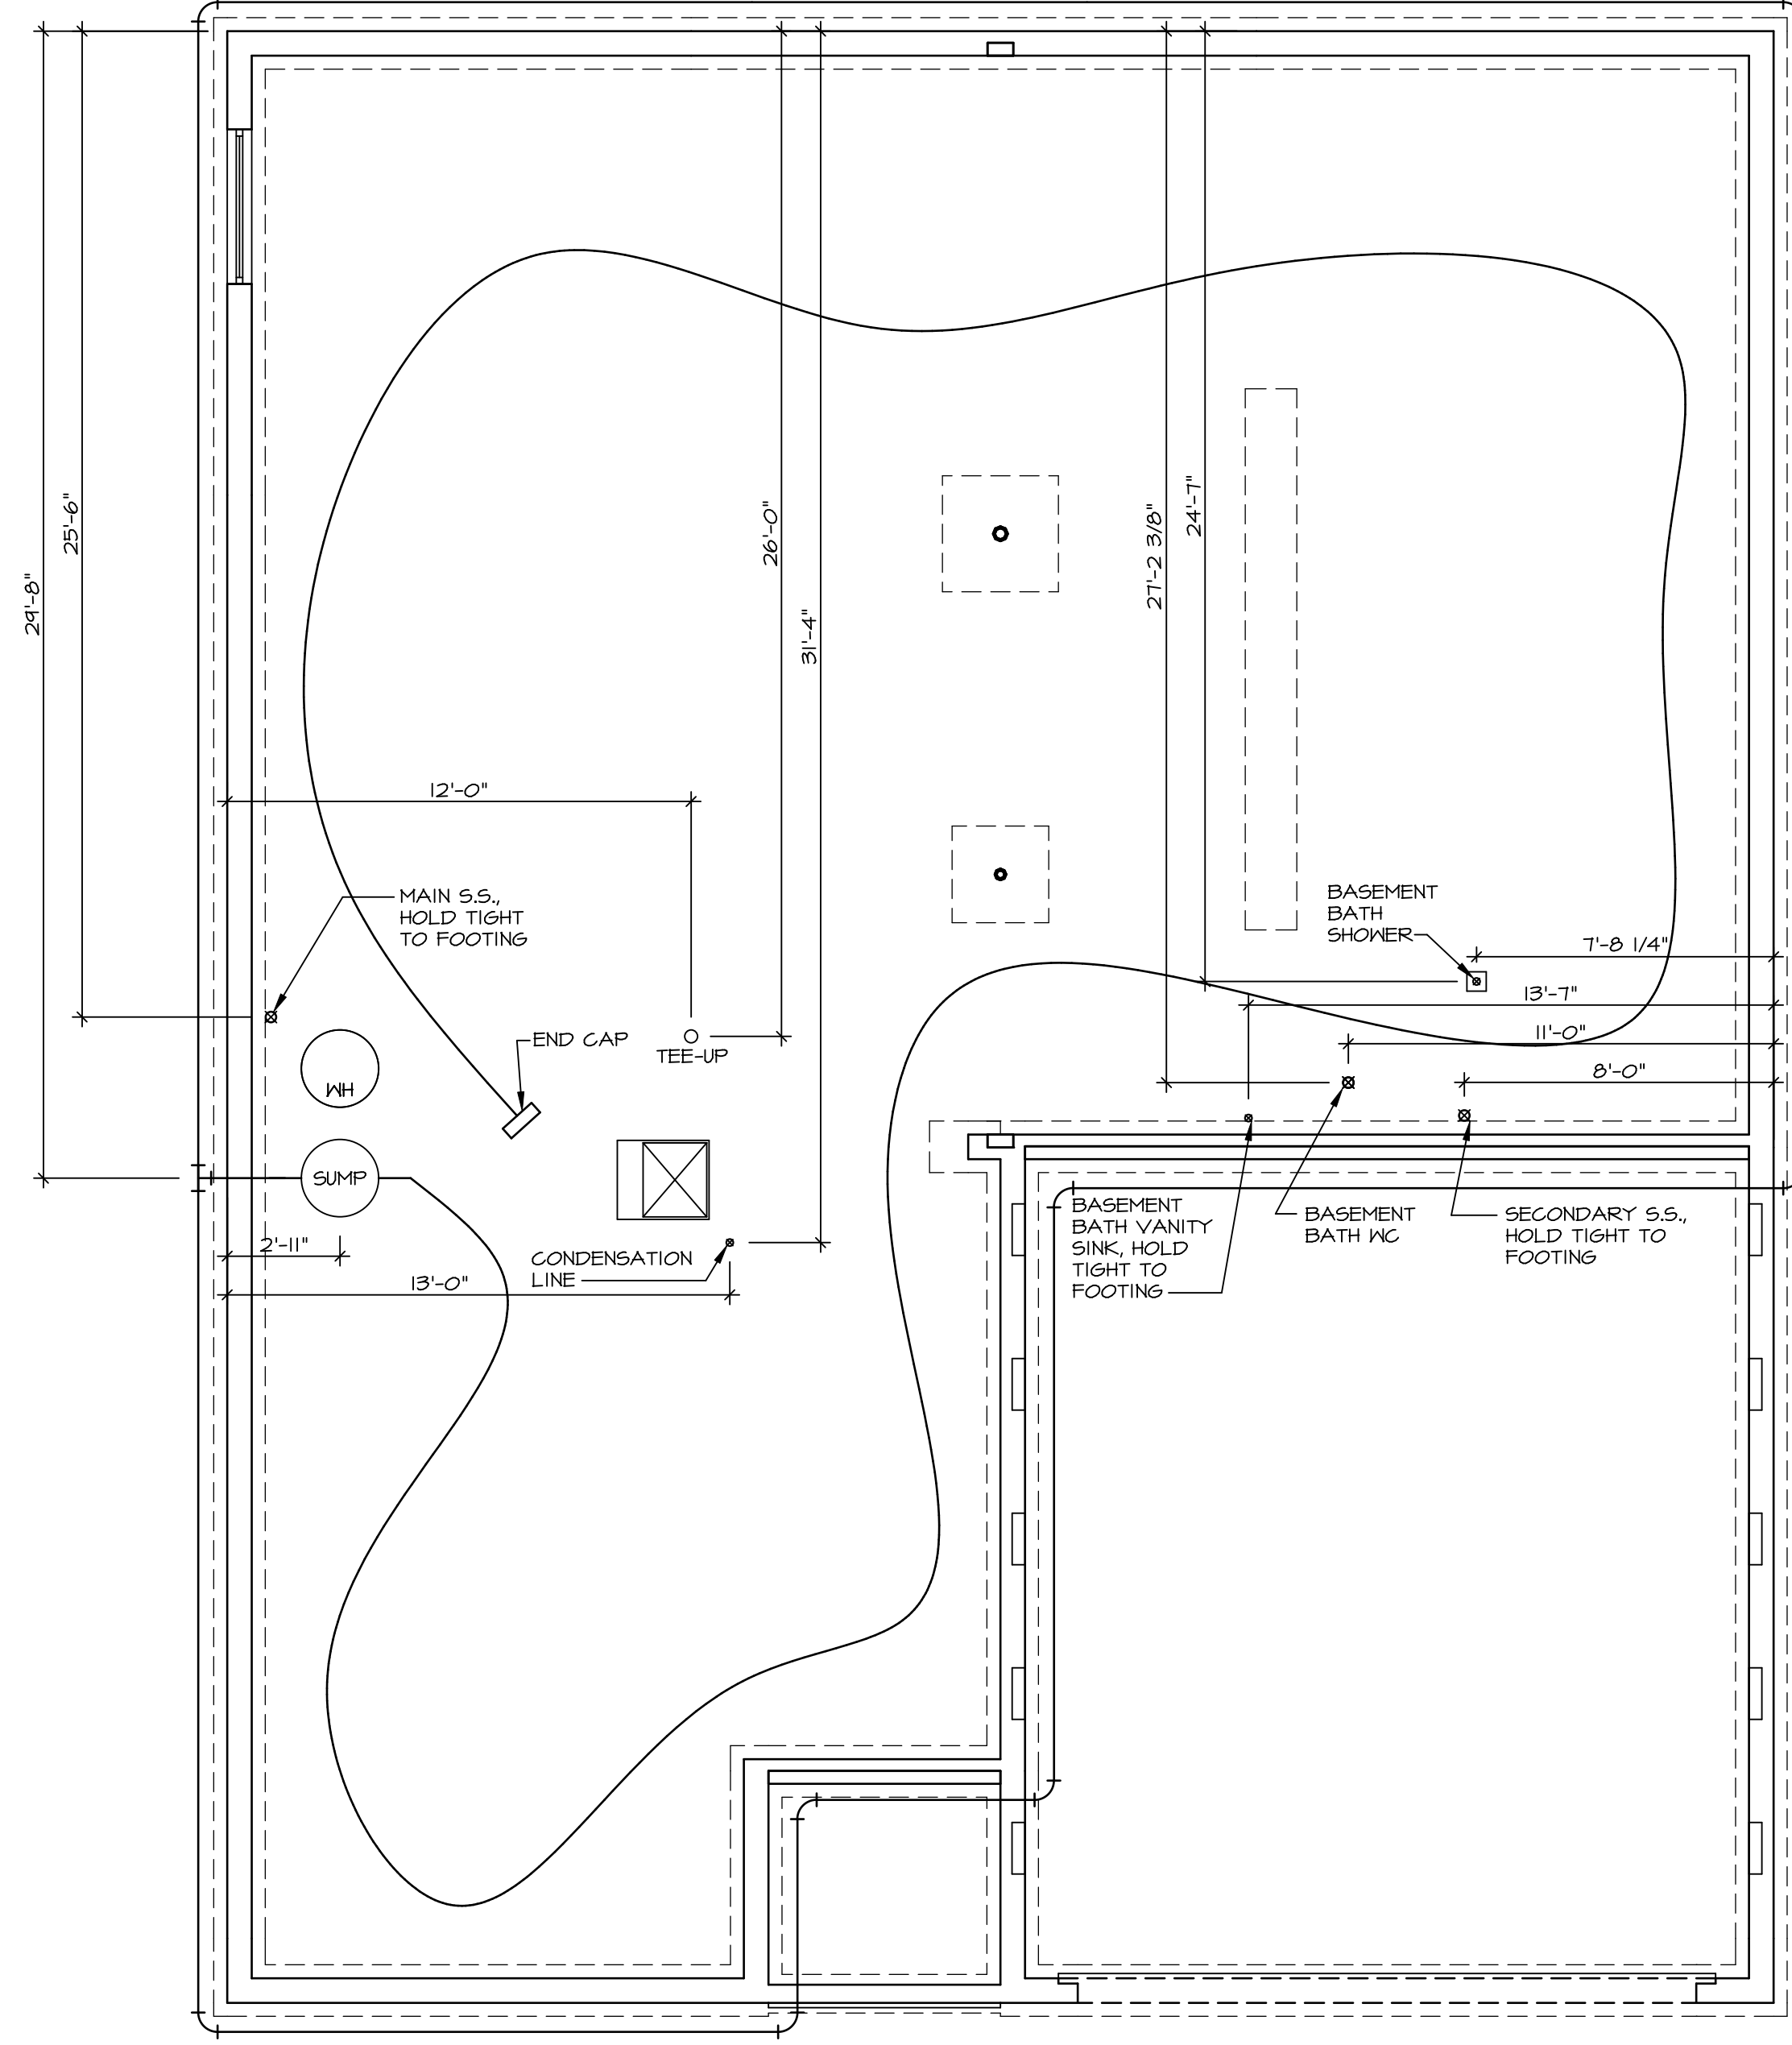 25'-6"
29'-8"
26'-0"
31'-4"
27'-2 3/8"
24'-7"
12'-0"
MAIN S.S.,
HOLD TIGHT
TO FOOTING
BASEMENT
BATH
SHOWER
7'-8 1/4"
13'-7"
11'-0"
8'-0"
END CAP
TEE-UP
WH
SUMP
2'-11"
13'-0"
CONDENSATION
LINE
BASEMENT
BATH VANITY
SINK, HOLD
TIGHT TO
FOOTING
BASEMENT
BATH WC
SECONDARY S.S.,
HOLD TIGHT TO
FOOTING